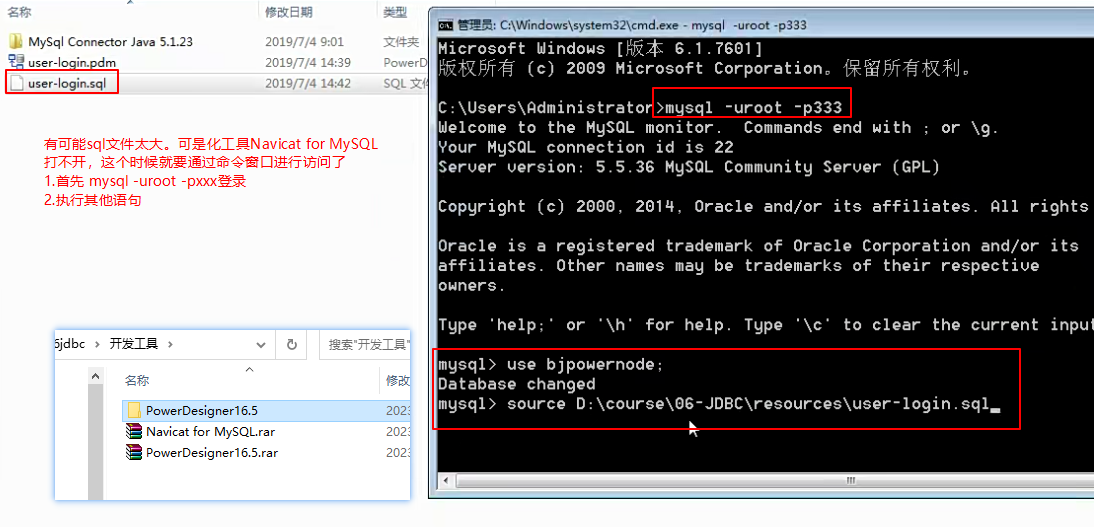 名称 修改日期 类型
MySql Connector Java 5.1.23 2019/7/4 9:01 文件夹
user-login.pdm 2019/7/4 14:39 PowerD
user-login.sql 2019/7/4 14:42 SQL 文件
有可能sql文件太大。可是化工具Navicat for MySQL
打不开，这个时候就要通过命令窗口进行访问了
1.首先 mysql -uroot -pxxx登录
2.执行其他语句
6jdbc > 开发工具 > 搜索"开发工具"
名称 修改
PowerDesigner16.5 2023
Navicat for MySQL.rar 2023
PowerDesigner16.5.rar 2023
管理员: C:\Windows\system32\cmd.exe - mysql -uroot -p333
Microsoft Windows [版本 6.1.7601]
版权所有 (c) 2009 Microsoft Corporation。保留所有权利。
C:\Users\Administrator>mysql -uroot -p333
Welcome to the MySQL monitor.  Commands end with ; or \g.
Your MySQL connection id is 22
Server version: 5.5.36 MySQL Community Server (GPL)
Copyright (c) 2000, 2014, Oracle and/or its affiliates. All rights
Oracle is a registered trademark of Oracle Corporation and/or its
affiliates. Other names may be trademarks of their respective
owners.
Type 'help;' or '\h' for help. Type '\c' to clear the current input
mysql> use bjpowernode;
Database changed
mysql> source D:\course\06-JDBC\resources\user-login.sql_